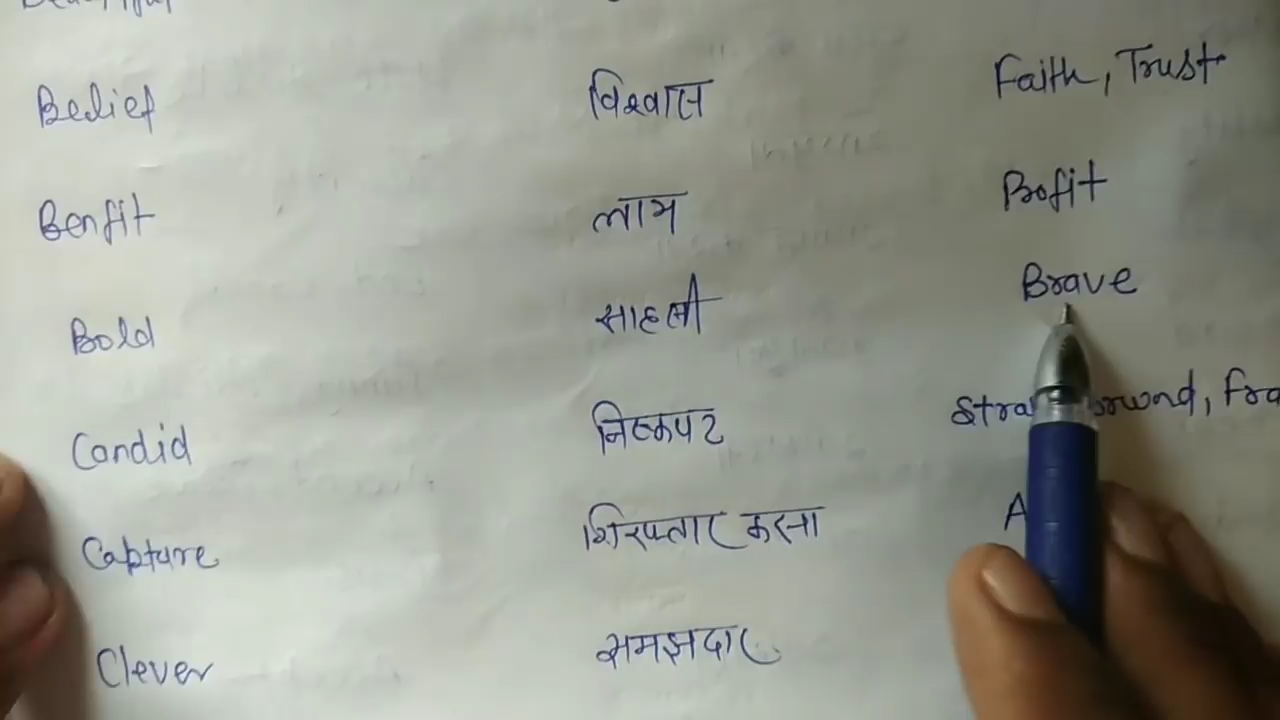 Belief विश्वास Faith, Trust
Benfit लाभ Profit
Bold साहसी Brave
Candid निष्कपट
Capture गिरफ्तार करना
Clever समझदार